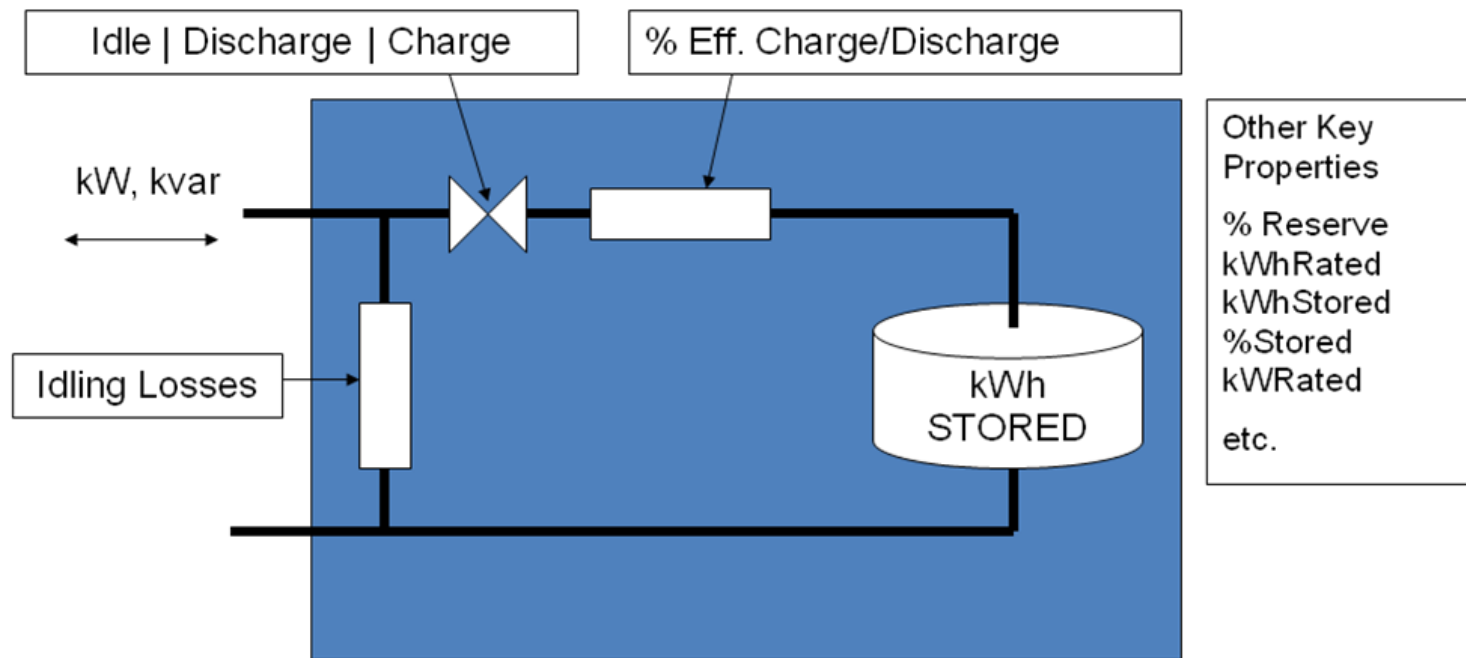 Idle | Discharge | Charge
% Eff. Charge/Discharge
kW, kvar
Other Key
Properties
% Reserve
kWhRated
kWhStored
%Stored
kWRated
etc.
Idling Losses
kWh
STORED